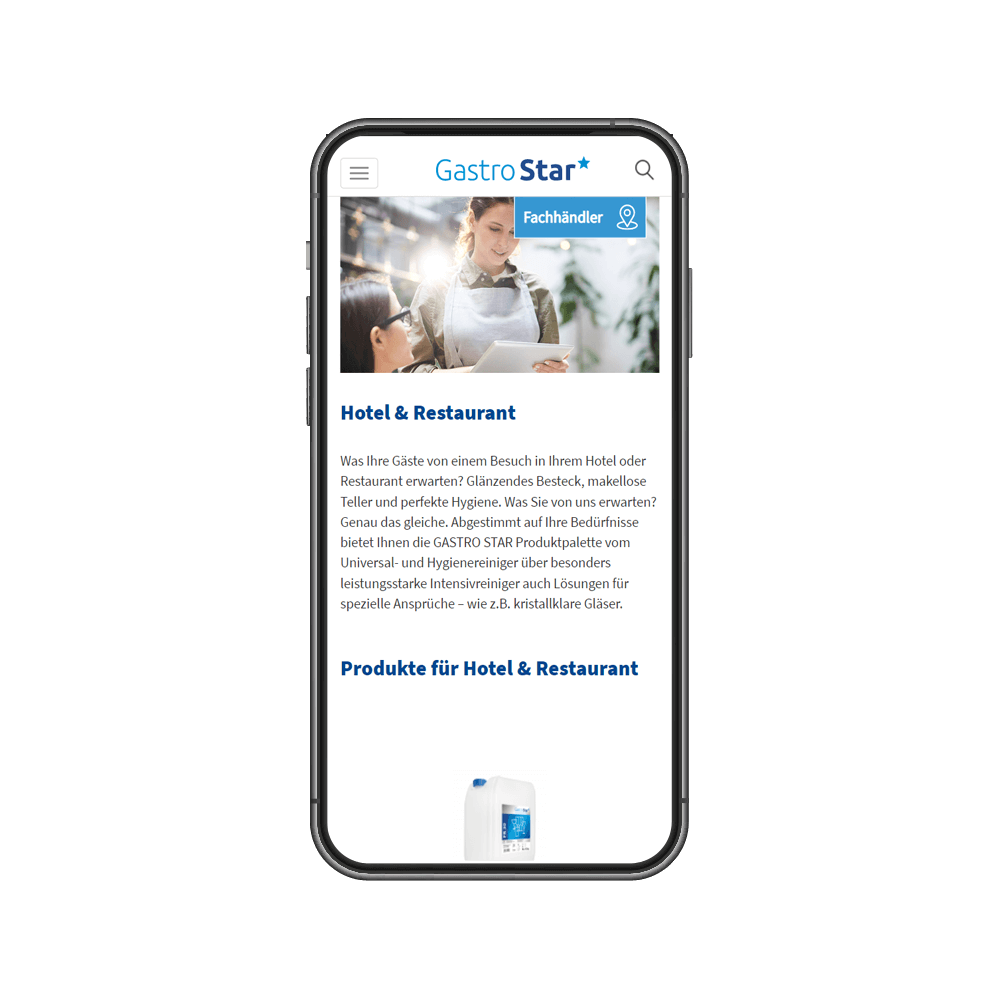 Gastro Star
Fachhändler
Hotel & Restaurant
Was Ihre Gäste von einem Besuch in Ihrem Hotel oder
Restaurant erwarten? Glänzendes Besteck, makellose
Teller und perfekte Hygiene. Was Sie von uns erwarten?
Genau das gleiche. Abgestimmt auf Ihre Bedürfnisse
bietet Ihnen die GASTRO STAR Produktpalette vom
Universal- und Hygienereiniger über besonders
leistungsstarke Intensivreiniger auch Lösungen für
spezielle Ansprüche – wie z.B. kristallklare Gläser.
Produkte für Hotel & Restaurant